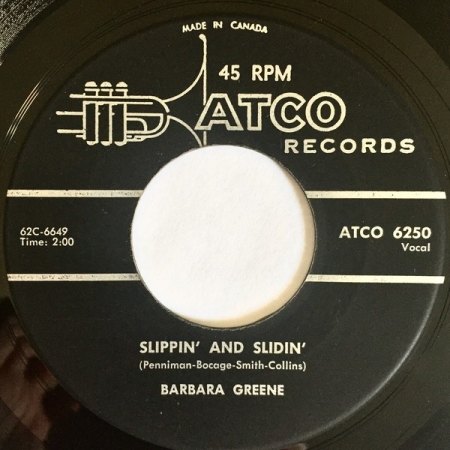 MADE IN CANADA
45 RPM
ATCO
RECORDS
62C-6649
Time: 2:00
ATCO 6250
Vocal
SLIPPIN' AND SLIDIN'
(Penniman-Bocage-Smith-Collins)
BARBARA GREENE